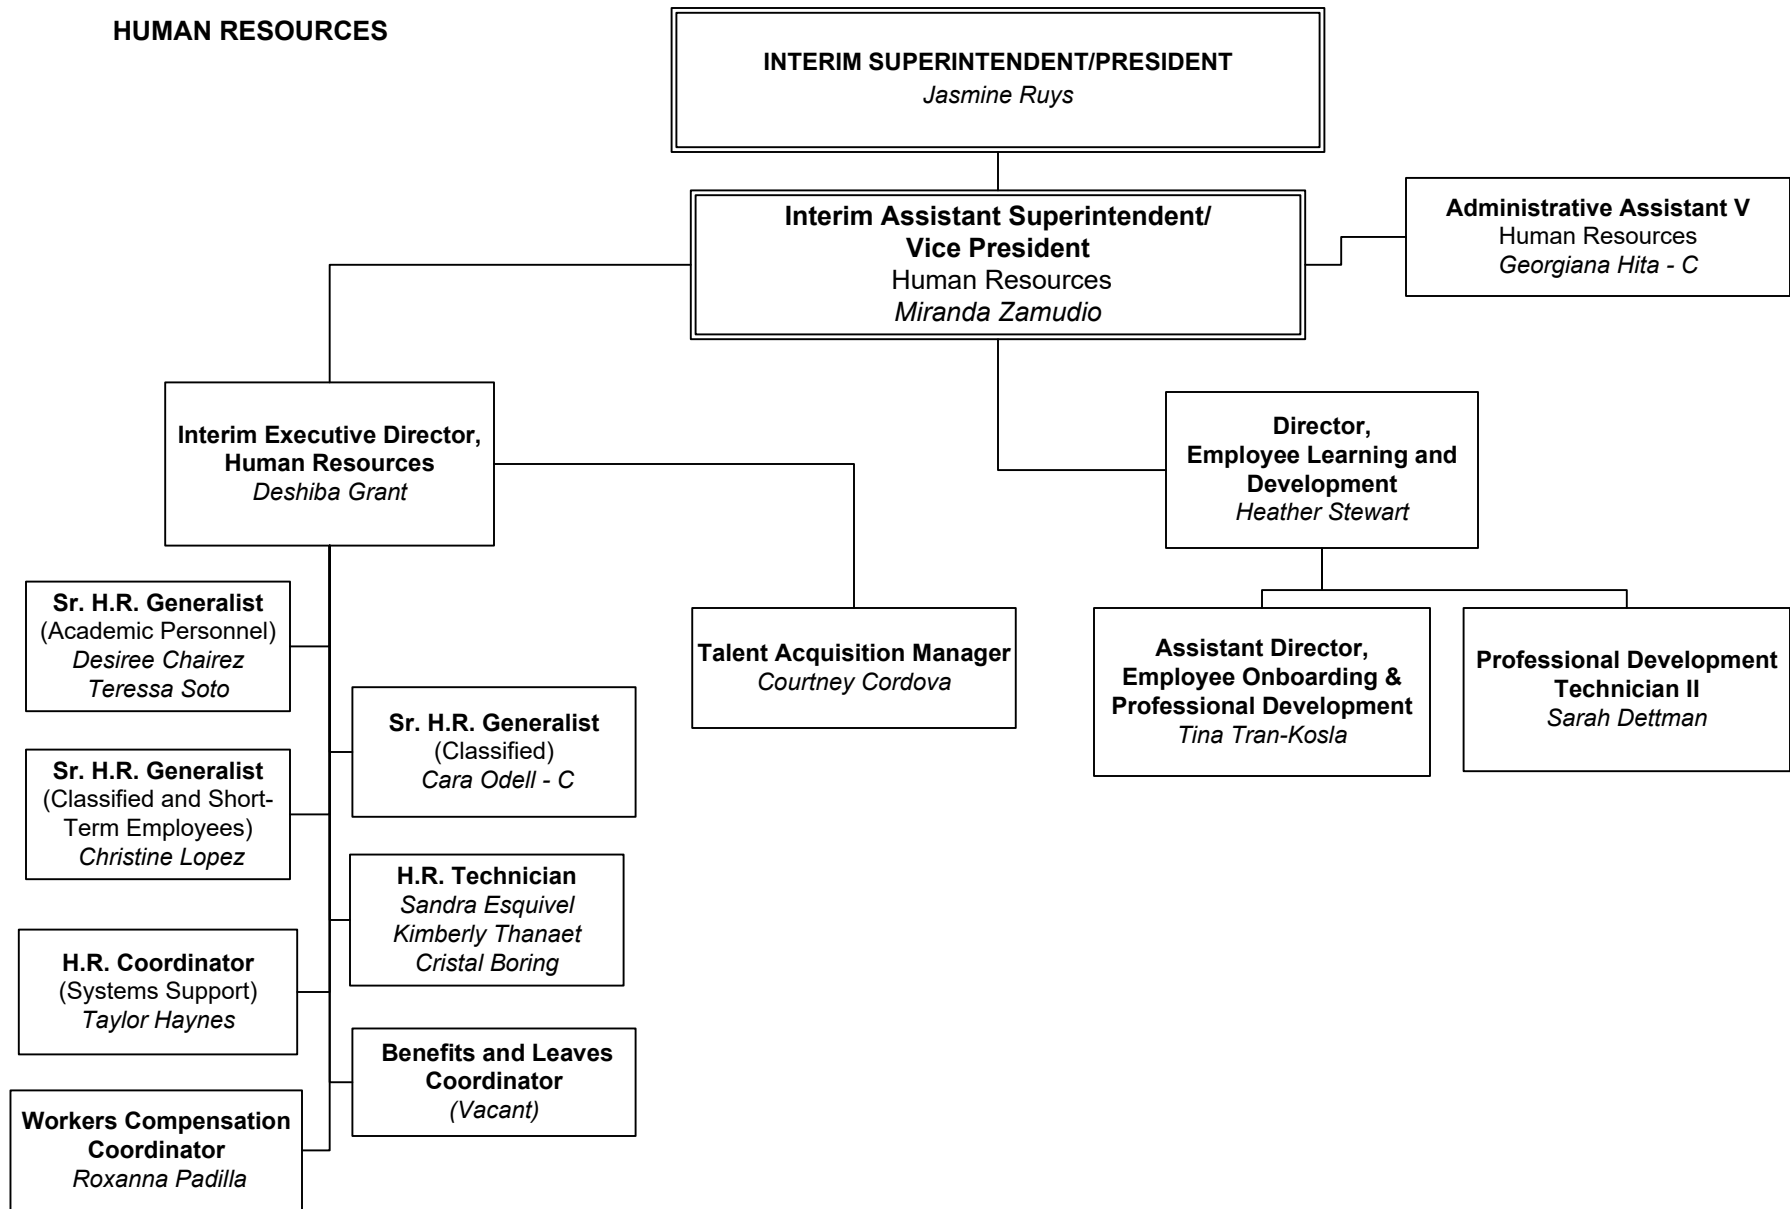 HUMAN RESOURCES
INTERIM SUPERINTENDENT/PRESIDENT
Jasmine Ruys
Interim Assistant Superintendent/
Vice President
Human Resources
Miranda Zamudio
Administrative Assistant V
Human Resources
Georgiana Hita - C
Interim Executive Director,
Human Resources
Deshiba Grant
Director,
Employee Learning and
Development
Heather Stewart
Sr. H.R. Generalist
(Academic Personnel)
Desiree Chairez
Teressa Soto
Sr. H.R. Generalist
(Classified)
Cara Odell - C
Talent Acquisition Manager
Courtney Cordova
Assistant Director,
Employee Onboarding &
Professional Development
Tina Tran-Kosla
Professional Development
Technician II
Sarah Dettman
Sr. H.R. Generalist
(Classified and Short-
Term Employees)
Christine Lopez
H.R. Technician
Sandra Esquivel
Kimberly Thanaet
Cristal Boring
H.R. Coordinator
(Systems Support)
Taylor Haynes
Benefits and Leaves
Coordinator
(Vacant)
Workers Compensation
Coordinator
Roxanna Padilla